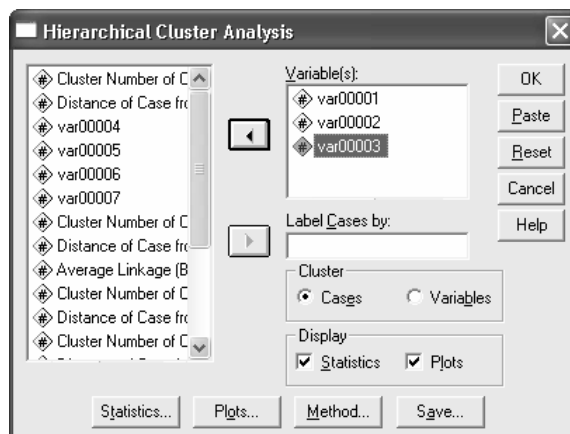 Hierarchical Cluster Analysis
Cluster Number of C
Distance of Case fro
var00004
var00005
var00006
var00007
Cluster Number of C
Distance of Case fro
Average Linkage (B
Cluster Number of C
Distance of Case fro
Cluster Number of C
Variable(s):
var00001
var00002
var00003
Label Cases by:
Cluster
Cases
Variables
Display
Statistics
Plots
OK
Paste
Reset
Cancel
Help
Statistics...
Plots...
Method...
Save...